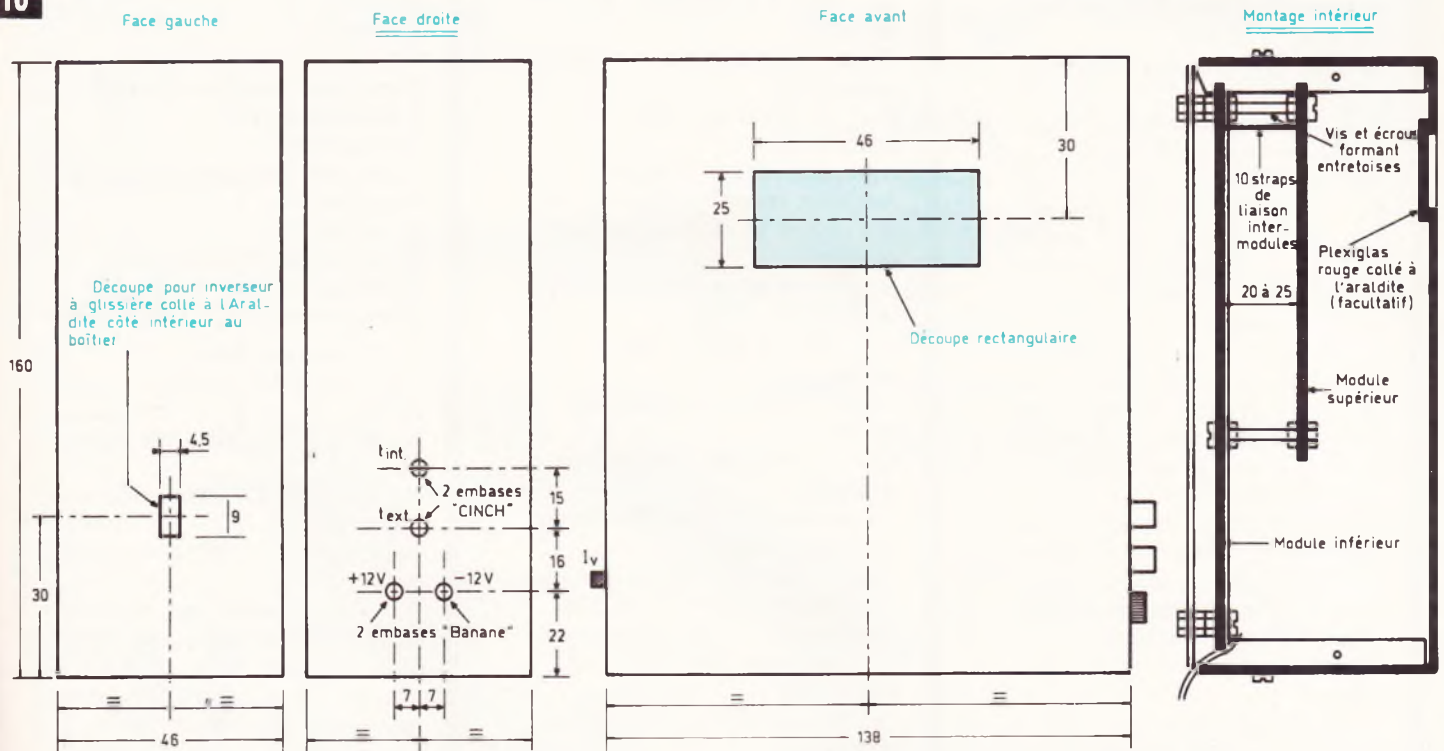 10
Face gauche
Face droite
Face avant
Montage intérieur
46
30
25
Découpe rectangulaire
Vis et écrou
formant
entretoises
10 straps
de
liaison
inter-
modules
Plexiglas
rouge collé à
l'araldite
(facultatif)
20 à 25
Module
supérieur
Module inférieur
Découpe pour inverseur
à glissière collé à l'Aral-
dite côté intérieur au
boîtier
160
4,5
9
30
= =
46
t int.
2 embases
"CINCH"
text.
+12V -12V
2 embases "Banane"
15
16
22
7 7
= =
Iv
= =
138